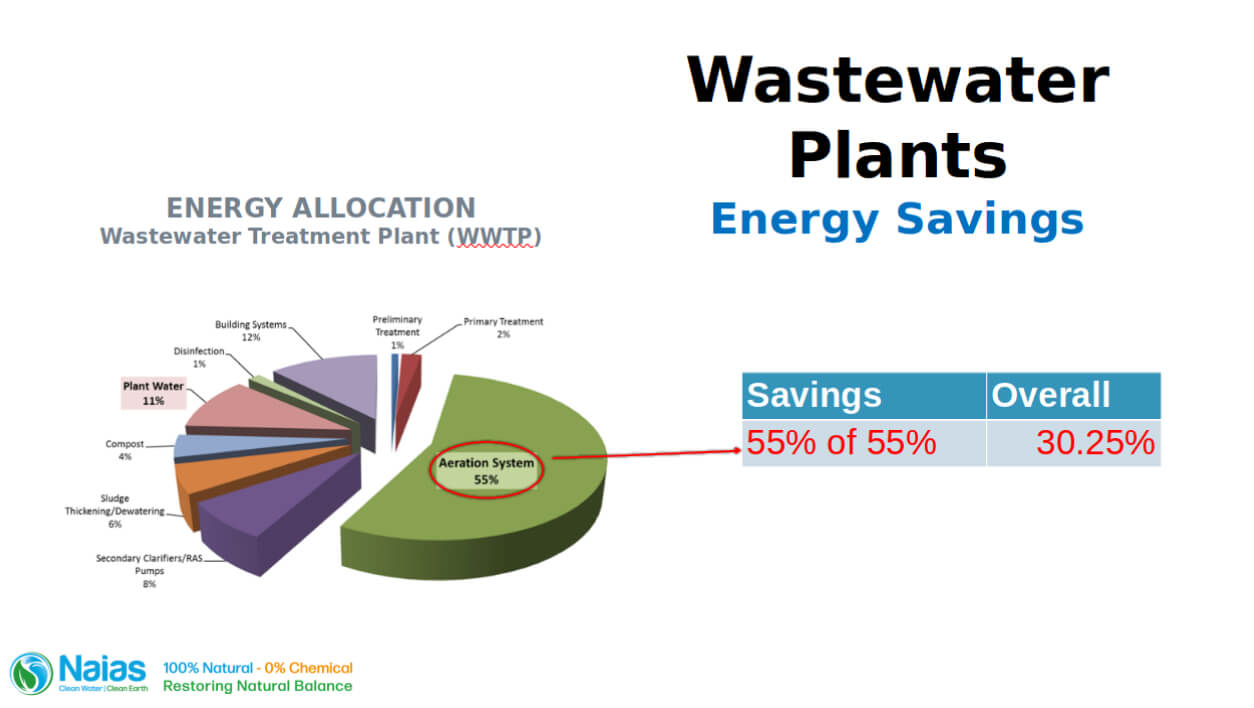 Wastewater
Plants
Energy Savings
ENERGY ALLOCATION
Wastewater Treatment Plant (WWTP)
Building Systems
12%
Preliminary
Treatment
1%
Primary Treatment
2%
Disinfection
1%
Plant Water
11%
Compost
4%
Sludge
Thickening/Dewatering
6%
Secondary Clarifiers/RAS
Pumps
8%
Aeration System
55%
Savings Overall
55% of 55% 30.25%
Naias
Clean Water | Clean Earth
100% Natural - 0% Chemical
Restoring Natural Balance